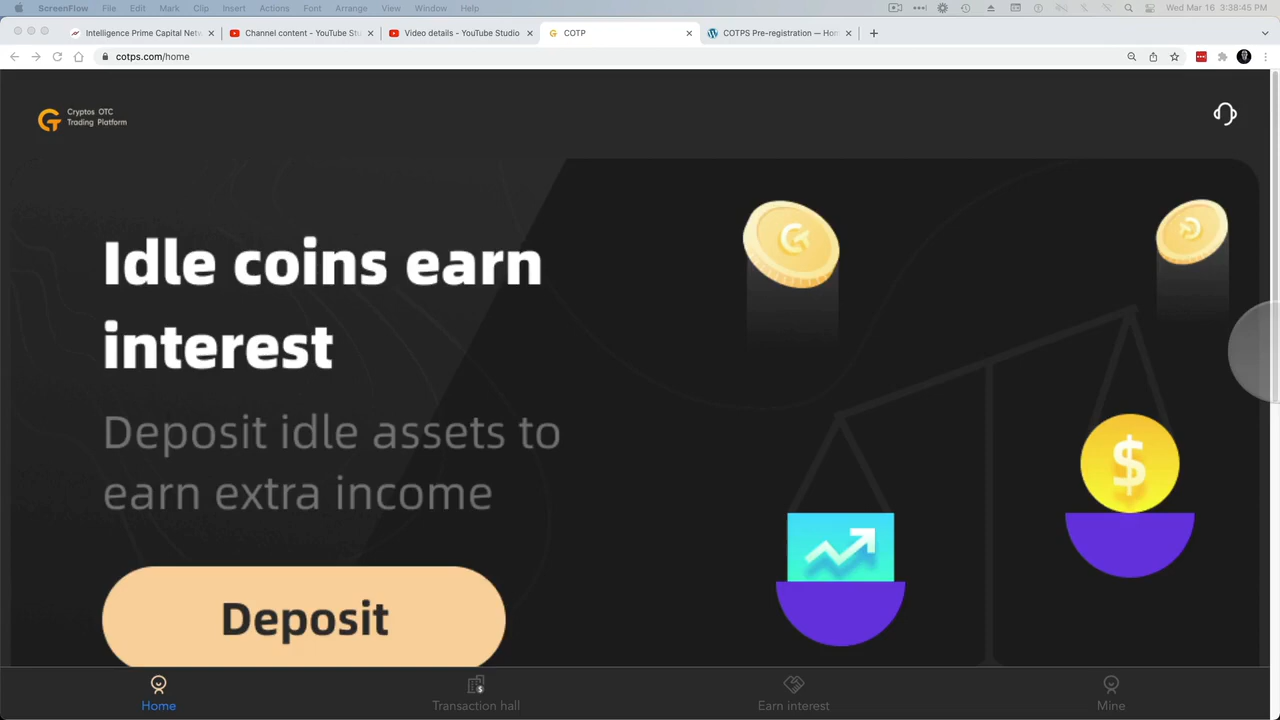 ScreenFlow File Edit Mark Clip Insert Actions Font Arrange View Window Help Wed Mar 16 3:38:45 PM
Intelligence Prime Capital Netw Channel content - YouTube Stu Video details - YouTube Studio COTP COTPS Pre-registration — Hom
cotps.com/home
Cryptos OTC
Trading Platform
Idle coins earn
interest
Deposit idle assets to
earn extra income
$
Deposit
Home Transaction hall Earn interest Mine